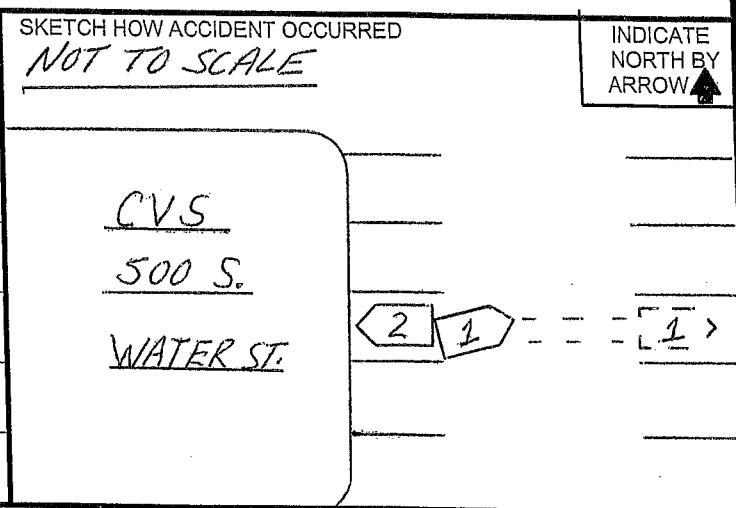 SKETCH HOW ACCIDENT OCCURRED
NOT TO SCALE
INDICATE
NORTH BY
ARROW
CVS
500 S.
WATER ST.
2
1
1